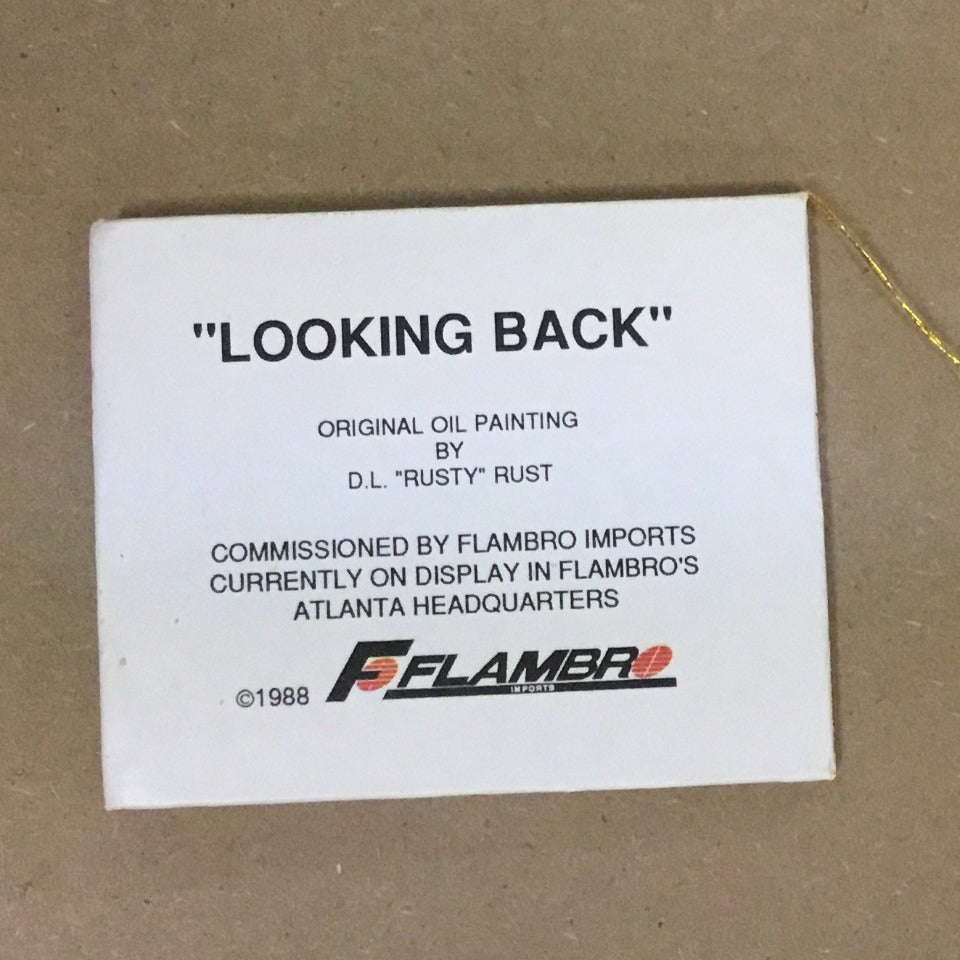 "LOOKING BACK"
ORIGINAL OIL PAINTING
BY
D.L. "RUSTY" RUST
COMMISSIONED BY FLAMBRO IMPORTS
CURRENTLY ON DISPLAY IN FLAMBRO'S
ATLANTA HEADQUARTERS
©1988 F FLAMBRO
IMPORTS